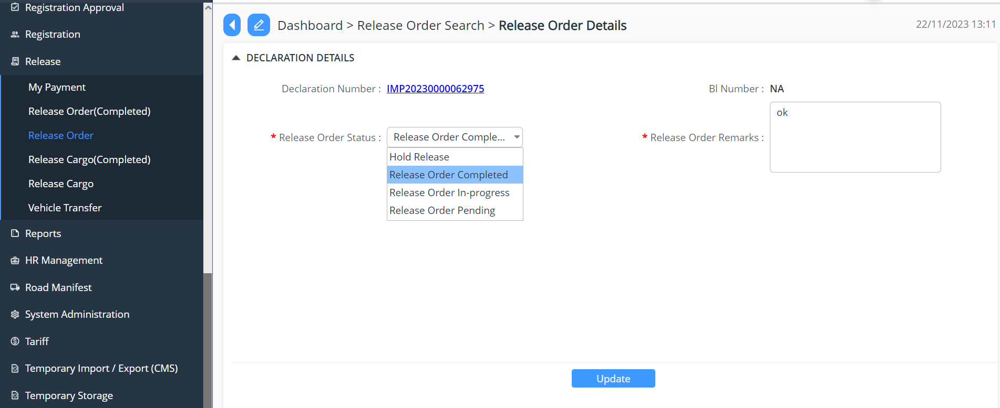 Registration Approval
Registration
Release
My Payment
Release Order(Completed)
Release Order
Release Cargo(Completed)
Release Cargo
Vehicle Transfer
Reports
HR Management
Road Manifest
System Administration
Tariff
Temporary Import / Export (CMS)
Temporary Storage
Dashboard > Release Order Search > Release Order Details
22/11/2023 13:11
DECLARATION DETAILS
Declaration Number : IMP20230000062975
Bl Number : NA
* Release Order Status : Release Order Comple...
Hold Release
Release Order Completed
Release Order In-progress
Release Order Pending
* Release Order Remarks : ok
Update